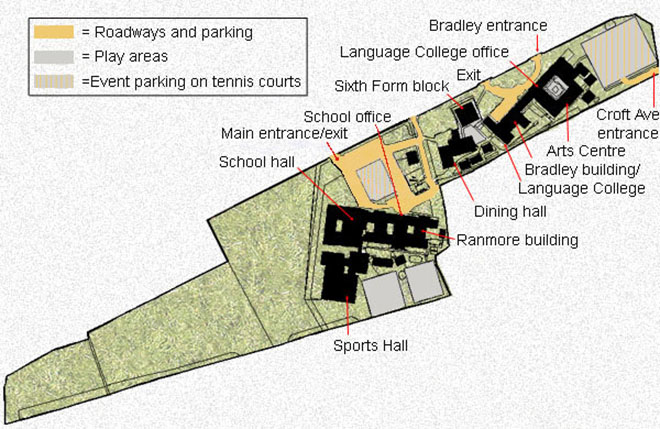 = Roadways and parking
= Play areas
=Event parking on tennis courts
Bradley entrance
Language College office
Exit
Sixth Form block
School office
Main entrance/exit
School hall
Croft Ave
entrance
Arts Centre
Bradley building/
Language College
Dining hall
Ranmore building
Sports Hall